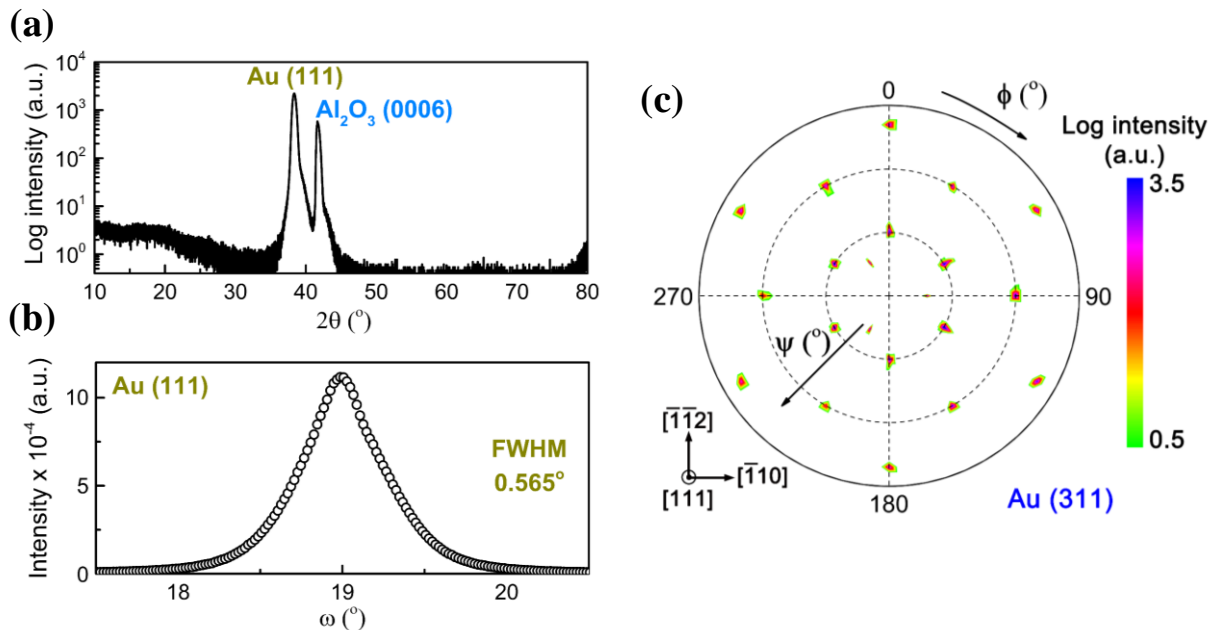 (a)
Log intensity (a.u.)
10⁴
10³
10²
10¹
10⁰
Au (111)
Al₂O₃ (0006)
10 20 30 40 50 60 70 80
2θ (°)
(b)
Intensity x 10⁻⁴ (a.u.)
10
5
0
Au (111)
FWHM
0.565°
18 19 20
ω (°)
(c)
0
ϕ (°)
90
180
270
ψ (°)
Log intensity
(a.u.)
3.5
0.5
[1̅1̅2]
[1̅10]
[111]
Au (311)